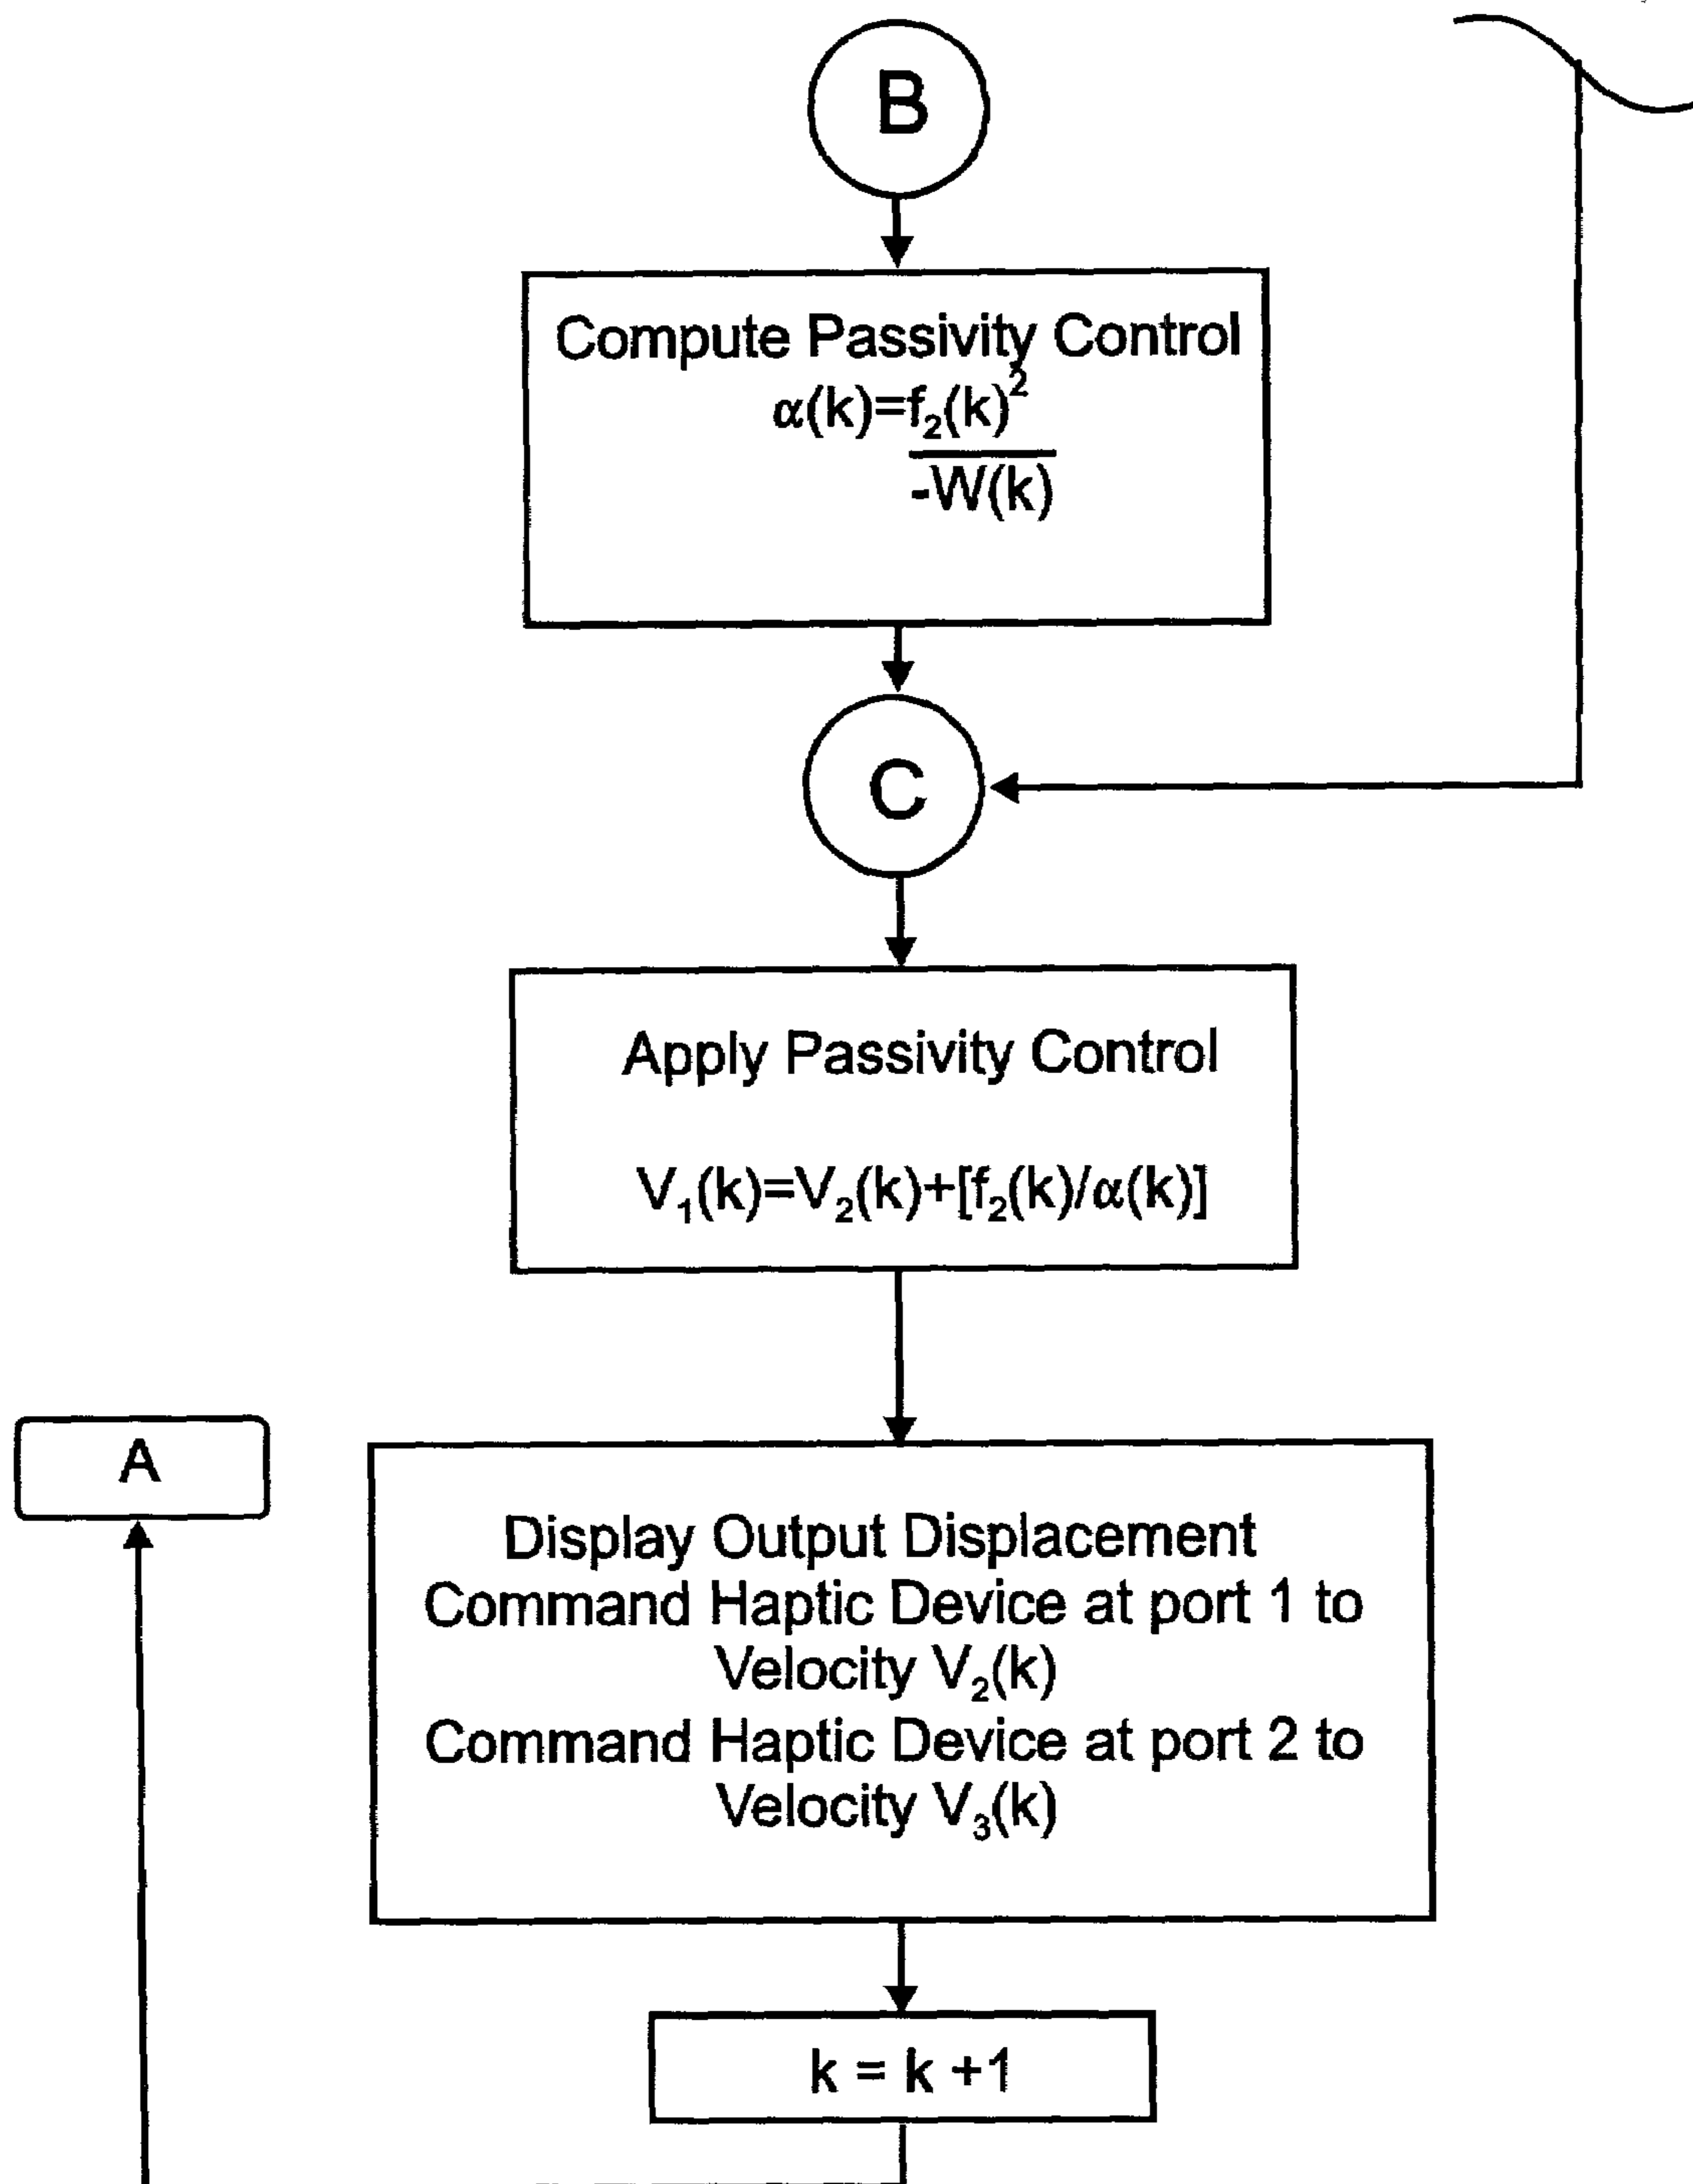 B
Compute Passivity Control
α(k)=f₂(k)²
-W(k)
C
Apply Passivity Control
V₁(k)=V₂(k)+[f₂(k)/α(k)]
A
Display Output Displacement
Command Haptic Device at port 1 to
Velocity V₂(k)
Command Haptic Device at port 2 to
Velocity V₃(k)
k = k +1